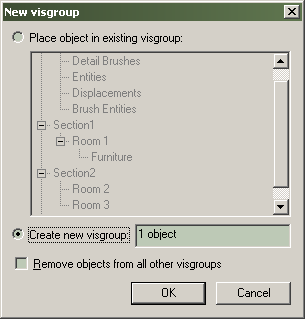 New visgroup
Place object in existing visgroup:
Detail Brushes
Entities
Displacements
Brush Entities
Section1
Room 1
Furniture
Section2
Room 2
Room 3
Create new visgroup: 1 object
Remove objects from all other visgroups
OK Cancel